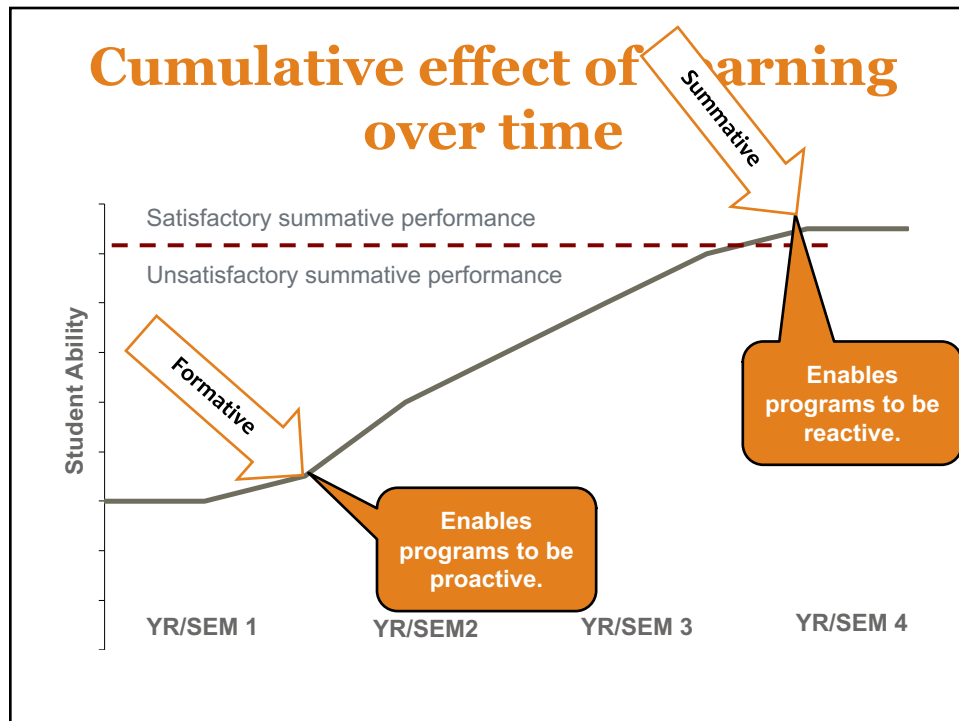 Cumulative effect of earning
over time
Summative
Satisfactory summative performance
Unsatisfactory summative performance
Student Ability
Formative
Enables
programs to be
reactive.
Enables
programs to be
proactive.
YR/SEM 1
YR/SEM2
YR/SEM 3
YR/SEM 4